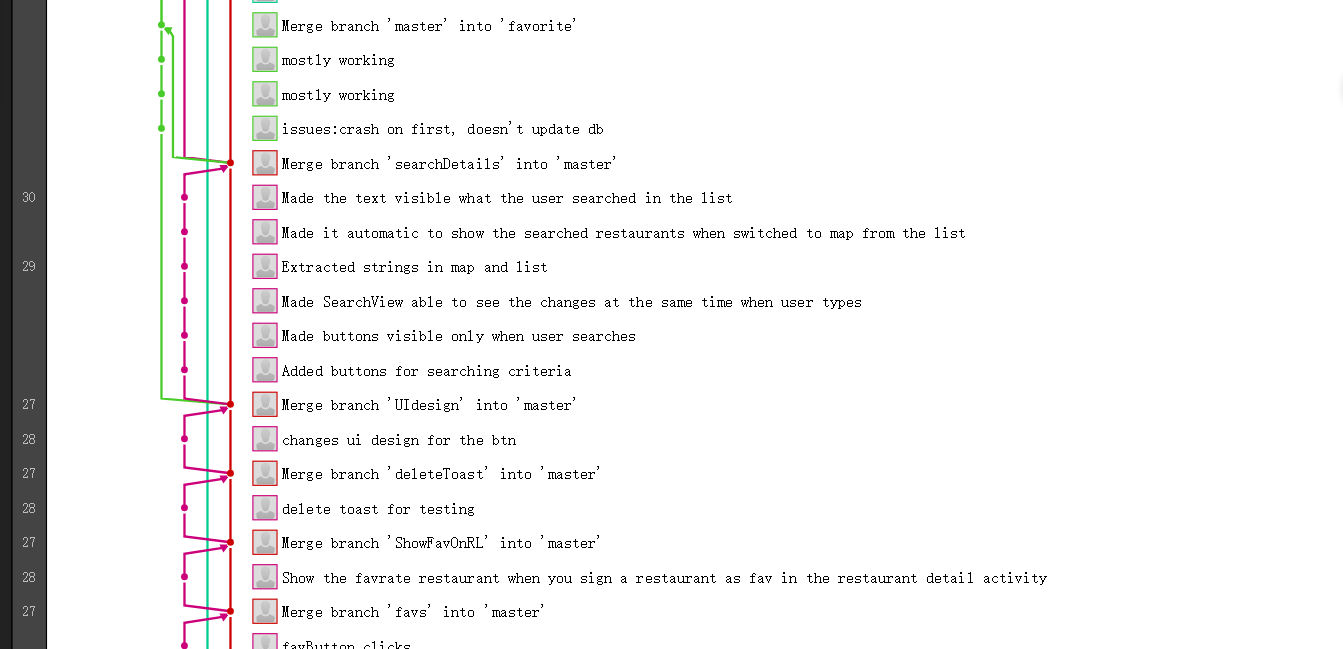 Merge branch 'master' into 'favorite'
mostly working
mostly working
issues:crash on first, doesn't update db
Merge branch 'searchDetails' into 'master'
30 Made the text visible what the user searched in the list
Made it automatic to show the searched restaurants when switched to map from the list
29 Extracted strings in map and list
Made SearchView able to see the changes at the same time when user types
Made buttons visible only when user searches
Added buttons for searching criteria
27 Merge branch 'UIdesign' into 'master'
28 changes ui design for the btn
27 Merge branch 'deleteToast' into 'master'
28 delete toast for testing
27 Merge branch 'ShowFavOnRL' into 'master'
28 Show the favrate restaurant when you sign a restaurant as fav in the restaurant detail activity
27 Merge branch 'favs' into 'master'
favButton clicks